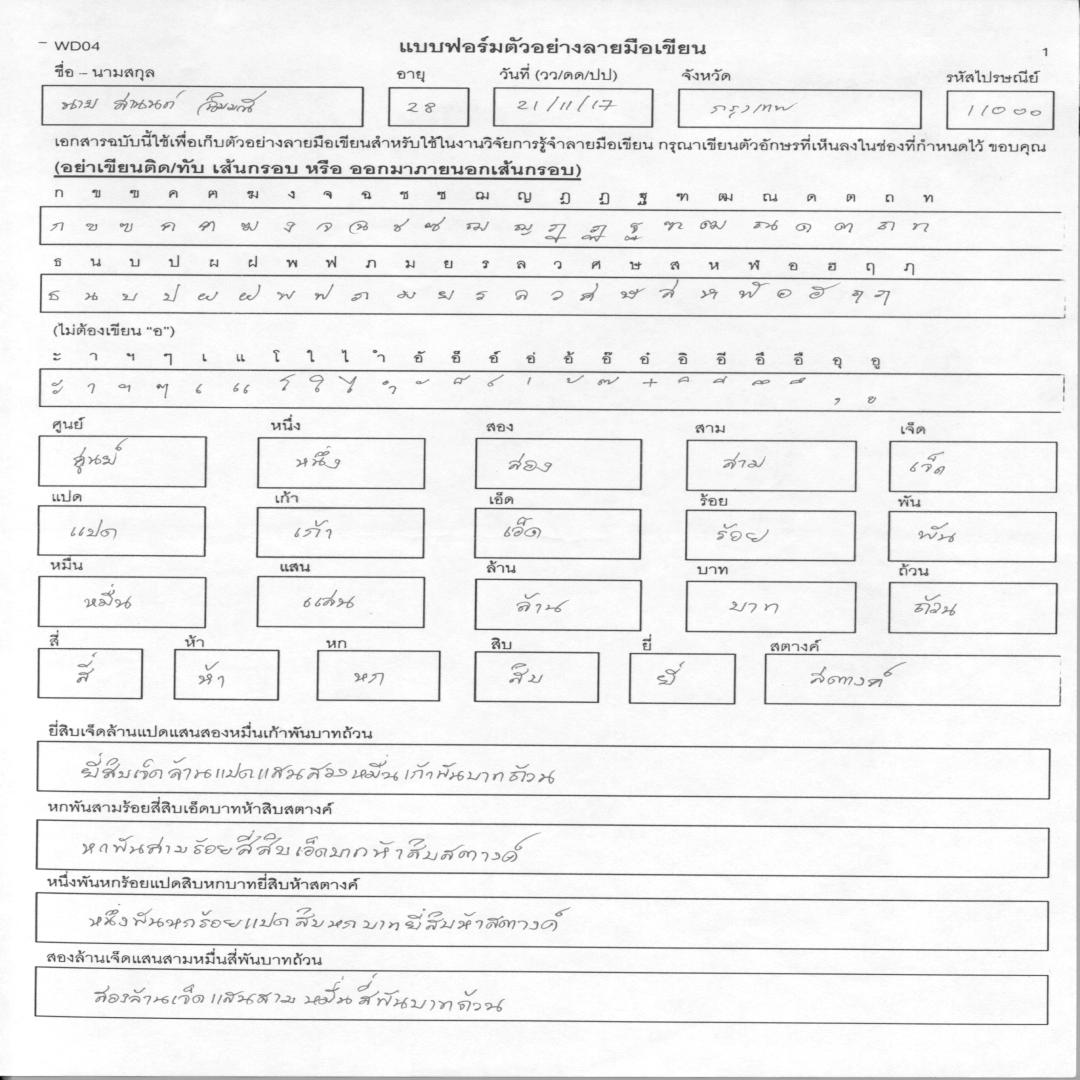 WD04 แบบฟอร์มตัวอย่างลายมือเขียน 1
ชื่อ – นามสกุล อายุ วันที่ (วว/ดด/ปป) จังหวัด รหัสไปรษณีย์
นาย 28 21/11/17 กรุงเทพ 11000
เอกสารฉบับนี้ใช้เพื่อเก็บตัวอย่างลายมือเขียนสำหรับใช้ในงานวิจัยการรู้จำลายมือเขียน กรุณาเขียนตัวอักษรที่เห็นลงในช่องที่กำหนดไว้ ขอบคุณ
(อย่าเขียนติด/ทับ เส้นกรอบ หรือ ออกมาภายนอกเส้นกรอบ)
ก ข ฃ ค ฅ ฆ ง จ ฉ ช ซ ฌ ญ ฎ ฏ ฐ ฑ ฒ ณ ด ต ถ ท
ก ข ฃ ค ฅ ฆ ง จ ฉ ช ซ ฌ ญ ฎ ฏ ฐ ฑ ฒ ณ ด ต ถ ท
ธ น บ ป ผ ฝ พ ฟ ภ ม ย ร ล ว ศ ษ ส ห ฬ อ ฮ ฤ ฦ
ธ น บ ป ผ ฝ พ ฟ ภ ม ย ร ล ว ศ ษ ส ห ฬ อ ฮ ฤ ฦ
(ไม่ต้องเขียน “อ”)
ะ า ฯ ๆ เ แ โ ใ ไ ำ อั อ็ อ์ อ่ อ้ อ๊ อ๋ อิ อี อึ อื อุ อู
ะ า ฯ ๆ เ แ โ ใ ไ ำ ั ็ ์ ่ ้ ๊ ๋ ิ ี ึ ื ุ ู
ศูนย์ หนึ่ง สอง สาม เจ็ด
ศูนย์ หนึ่ง สอง สาม เจ็ด
แปด เก้า เอ็ด ร้อย พัน
แปด เก้า เอ็ด ร้อย พัน
หมื่น แสน ล้าน บาท ถ้วน
หมื่น แสน ล้าน บาท ถ้วน
สี่ ห้า หก สิบ ยี่ สตางค์
สี่ ห้า หก สิบ ยี่ สตางค์
ยี่สิบเจ็ดล้านแปดแสนสองหมื่นเก้าพันบาทถ้วน
ยี่สิบเจ็ดล้านแปดแสนสองหมื่นเก้าพันบาทถ้วน
หกพันสามร้อยสี่สิบเอ็ดบาทห้าสิบสตางค์
หกพันสามร้อยสี่สิบเอ็ดบาทห้าสิบสตางค์
หนึ่งพันหกร้อยแปดสิบหกบาทยี่สิบห้าสตางค์
หนึ่งพันหกร้อยแปดสิบหกบาทยี่สิบห้าสตางค์
สองล้านเจ็ดแสนสามหมื่นสี่พันบาทถ้วน
สองล้านเจ็ดแสนสามหมื่นสี่พันบาทถ้วน